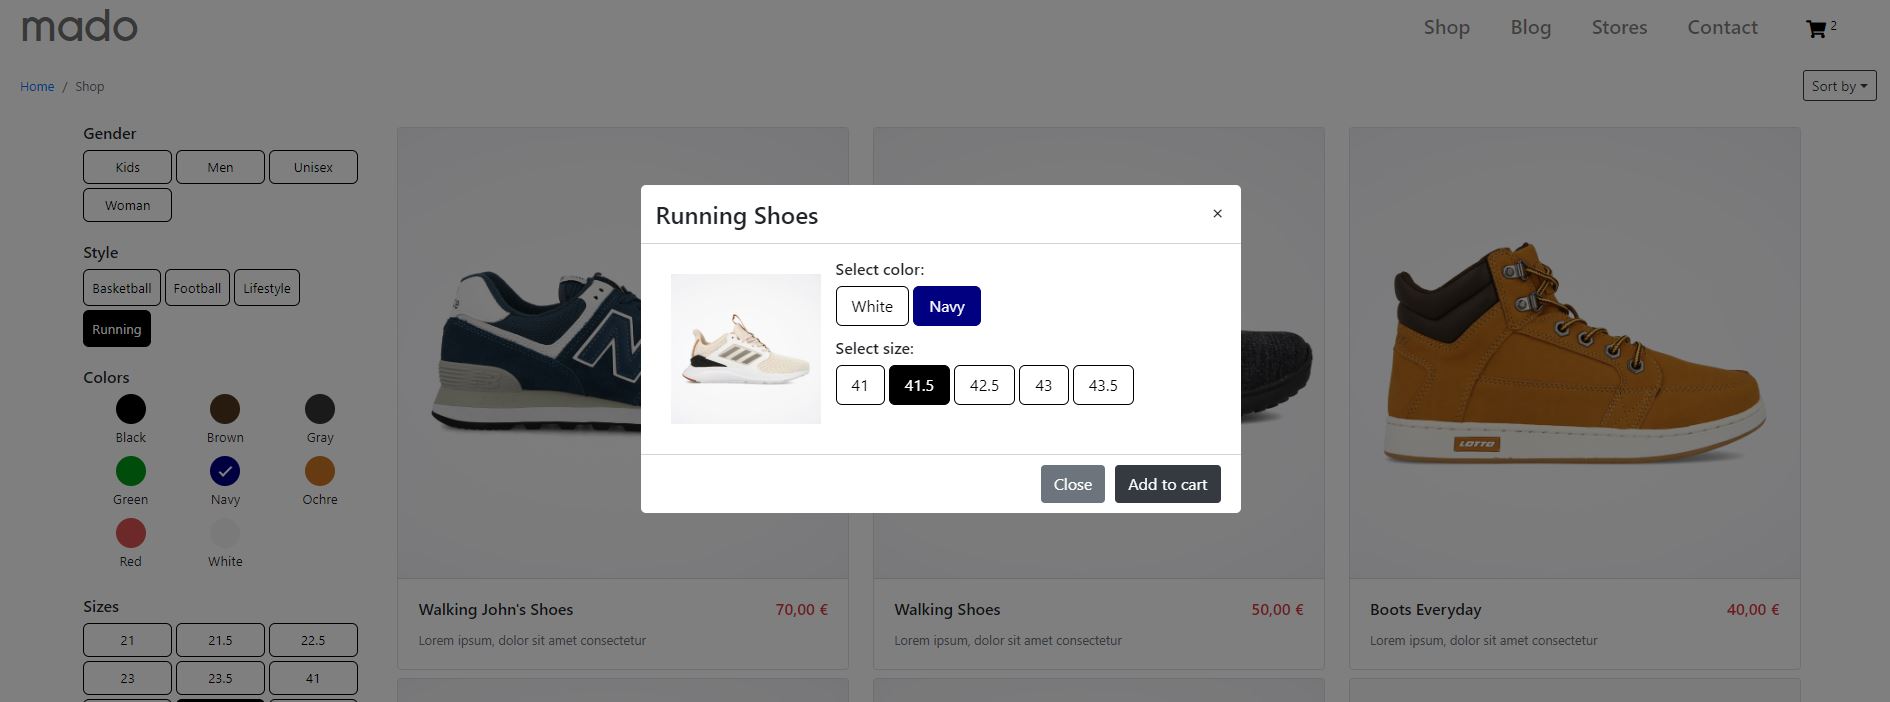 mado
Shop Blog Stores Contact 2
Home / Shop
Sort by
Gender
Kids Men Unisex
Woman
Style
Basketball Football Lifestyle
Running
Colors
Black Brown Gray
Green Navy Ochre
Red White
Sizes
21 21.5 22.5
23 23.5 41
Running Shoes ×
Select color:
White Navy
Select size:
41 41.5 42.5 43 43.5
Close Add to cart
N
LOTTO
Walking John's Shoes 70,00 €
Lorem ipsum, dolor sit amet consectetur
Walking Shoes 50,00 €
Lorem ipsum, dolor sit amet consectetur
Boots Everyday 40,00 €
Lorem ipsum, dolor sit amet consectetur